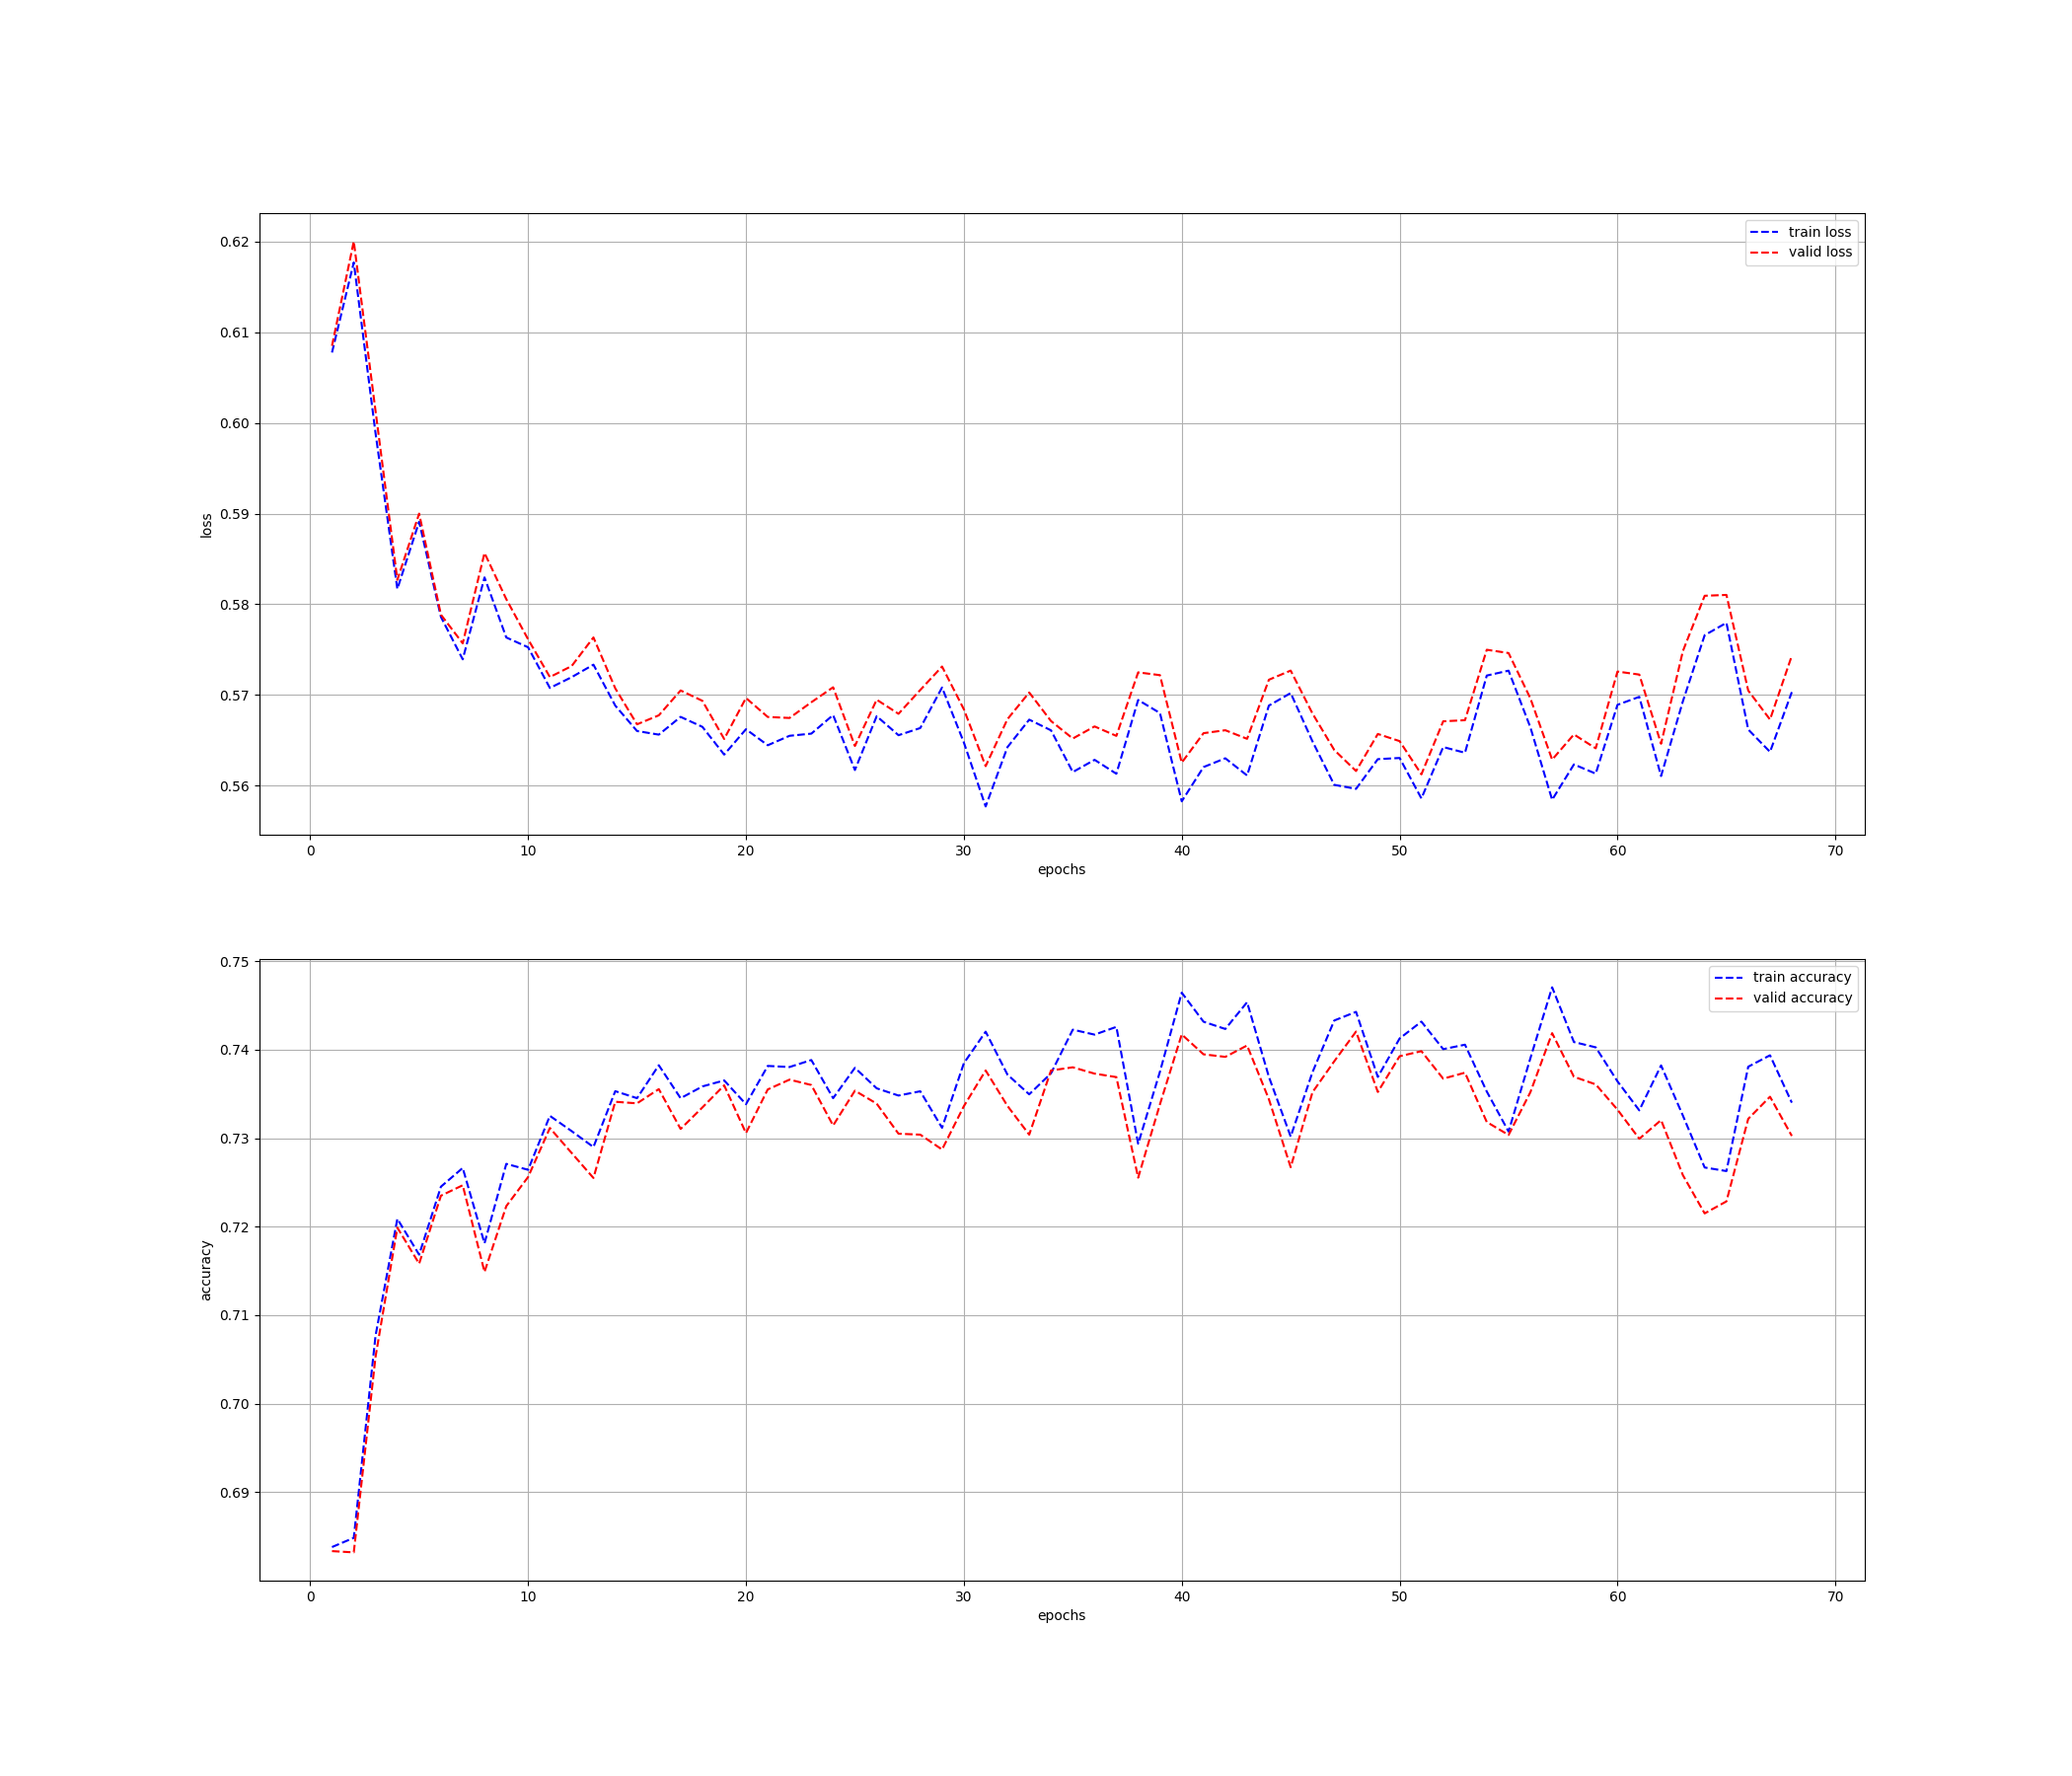 train loss
valid loss
0.62
0.61
0.60
0.59
0.58
0.57
0.56
loss
0 10 20 30 40 50 60 70
epochs
train accuracy
valid accuracy
0.75
0.74
0.73
0.72
0.71
0.70
0.69
accuracy
0 10 20 30 40 50 60 70
epochs